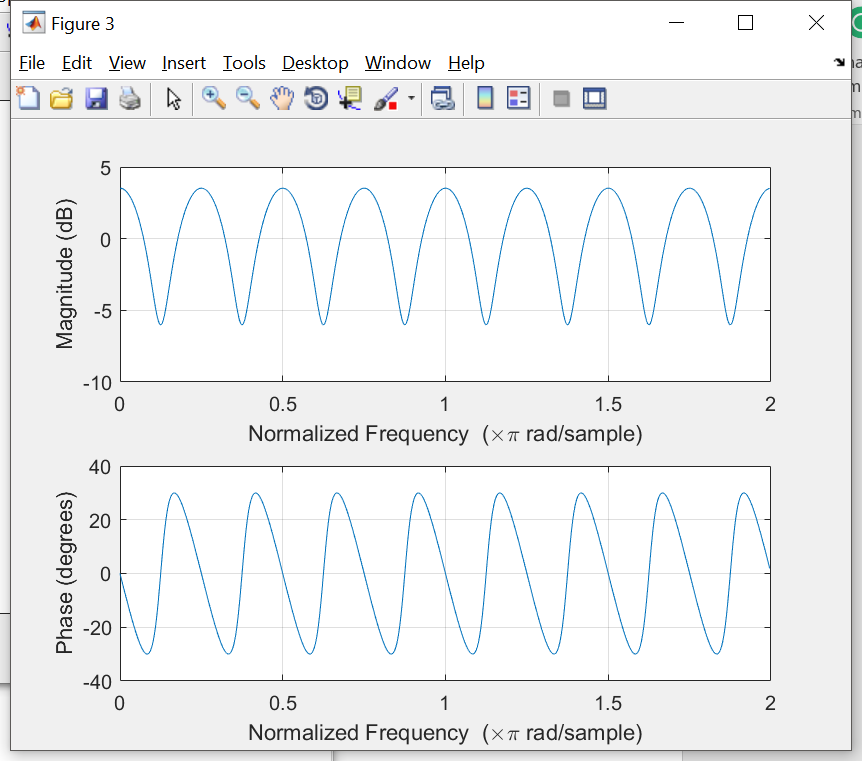 Figure 3
File Edit View Insert Tools Desktop Window Help
5
0
-5
-10
Magnitude (dB)
0 0.5 1 1.5 2
Normalized Frequency (×π rad/sample)
40
20
0
-20
-40
Phase (degrees)
0 0.5 1 1.5 2
Normalized Frequency (×π rad/sample)